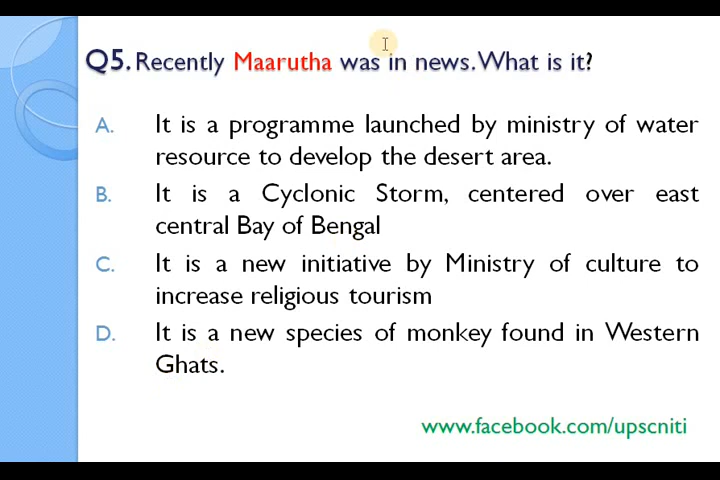 Q5. Recently Maarutha was in news. What is it?
A. It is a programme launched by ministry of water
resource to develop the desert area.
B. It is a Cyclonic Storm, centered over east
central Bay of Bengal
C. It is a new initiative by Ministry of culture to
increase religious tourism
D. It is a new species of monkey found in Western
Ghats.
www.facebook.com/upscniti